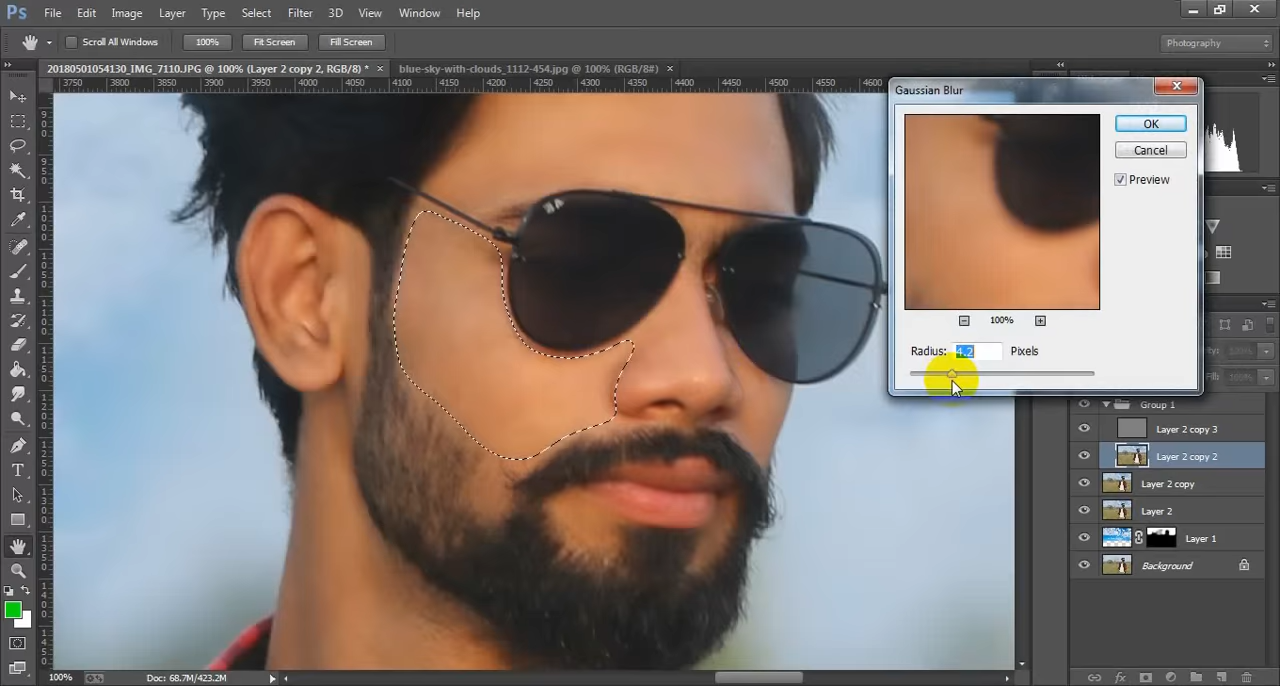 Ps File Edit Image Layer Type Select Filter 3D View Window Help
Scroll All Windows 100% Fit Screen Fill Screen Photography
20180501054130_IMG_7110.JPG @ 100% (Layer 2 copy 2, RGB/8) * × blue-sky-with-clouds_1112-454.jpg @ 100% (RGB/8#) ×
3750 3800 3850 3900 3950 4000 4050 4100 4150 4200 4250 4300 4350 4400 4450 4500 4550 4600
Gaussian Blur
OK
Cancel
Preview
100%
Radius: 4.2 Pixels
Group 1
Layer 2 copy 3
Layer 2 copy 2
Layer 2 copy
Layer 2
Layer 1
Background
100% Doc: 68.7M/423.2M